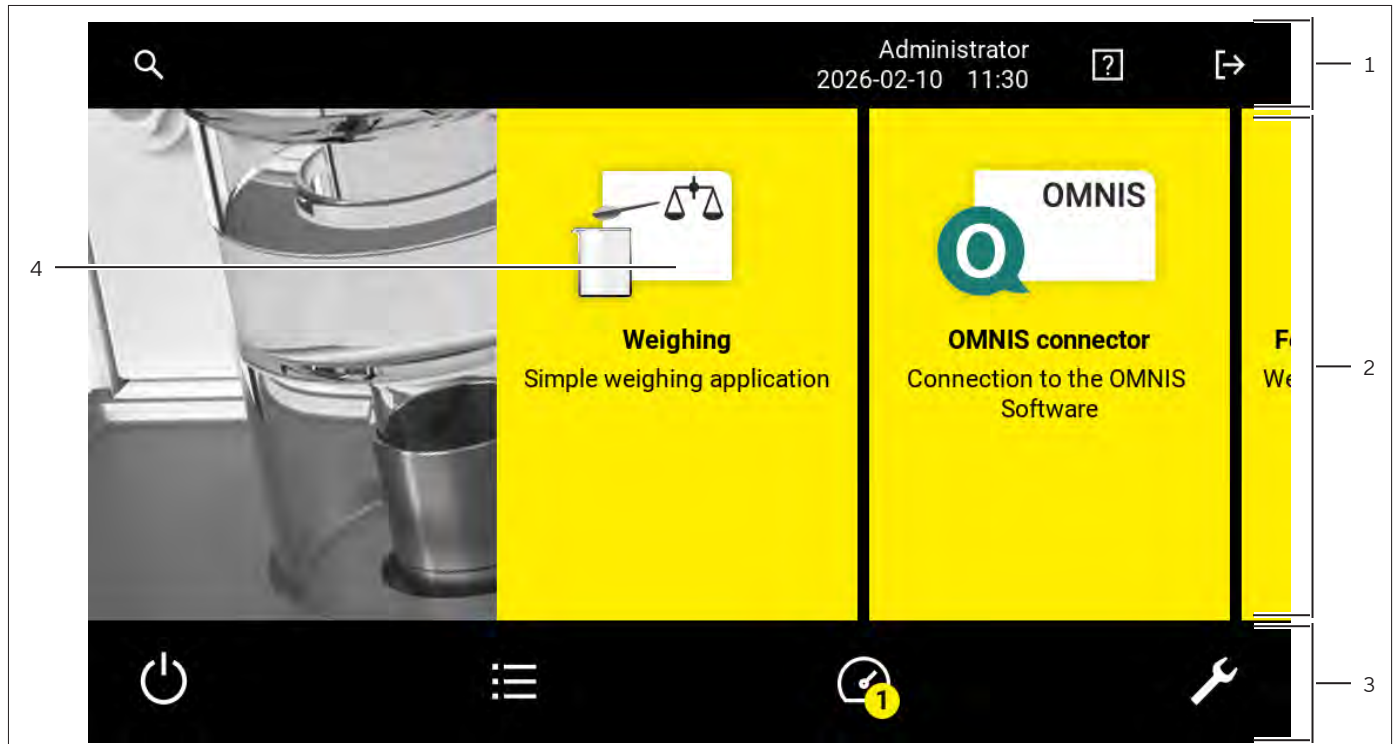 Administrator
2026-02-10 11:30
1
OMNIS
O
4
Weighing
Simple weighing application
OMNIS connector
Connection to the OMNIS
Software
2
1
3